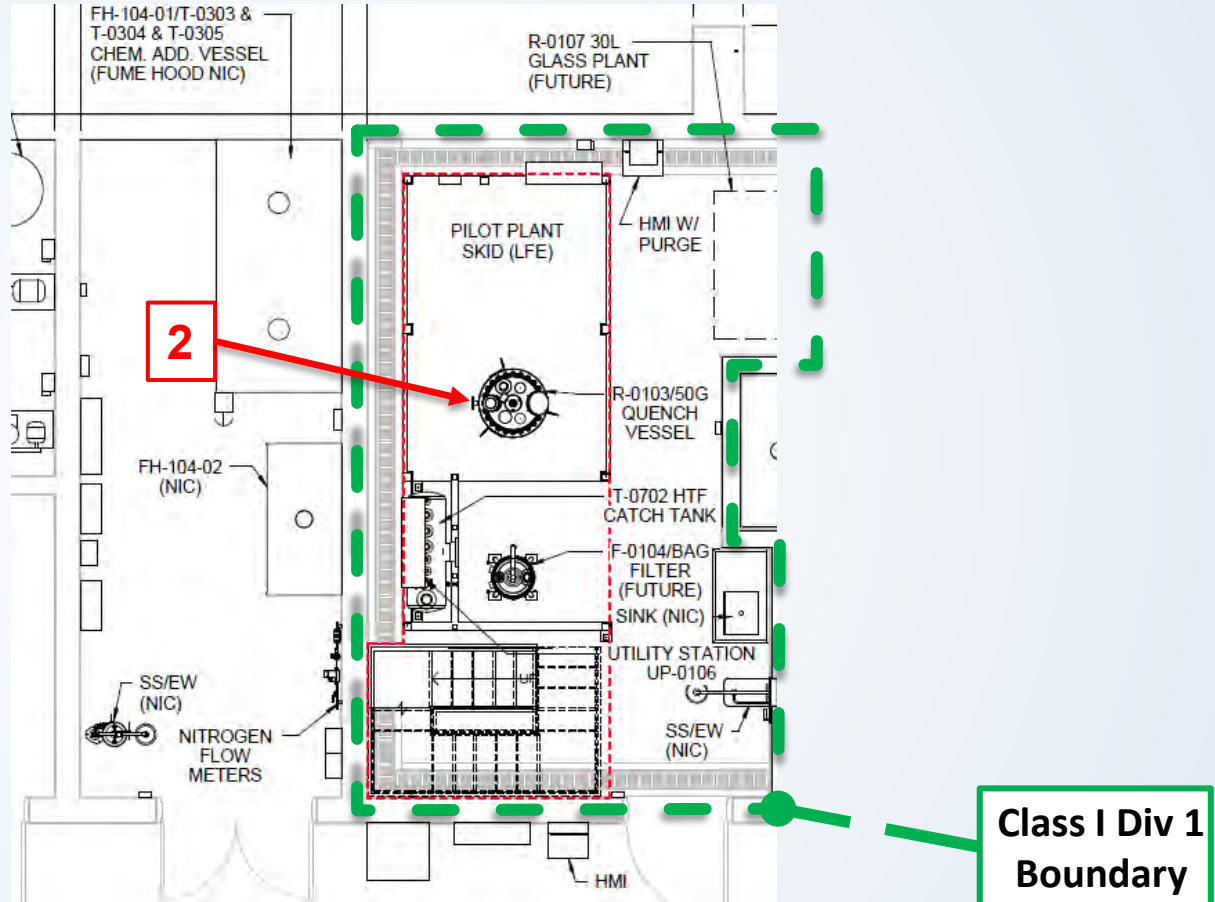 FH-104-01/T-0303 &
T-0304 & T-0305
CHEM. ADD. VESSEL
(FUME HOOD NIC)
R-0107 30L
GLASS PLANT
(FUTURE)
PILOT PLANT
SKID (LFE)
HMI W/
PURGE
2
R-0103/50G
QUENCH
VESSEL
FH-104-02
(NIC)
T-0702 HTF
CATCH TANK
F-0104/BAG
FILTER
(FUTURE)
SINK (NIC)
UTILITY STATION
UP-0106
UP
SS/EW
(NIC)
NITROGEN
FLOW
METERS
SS/EW
(NIC)
HMI
Class I Div 1
Boundary